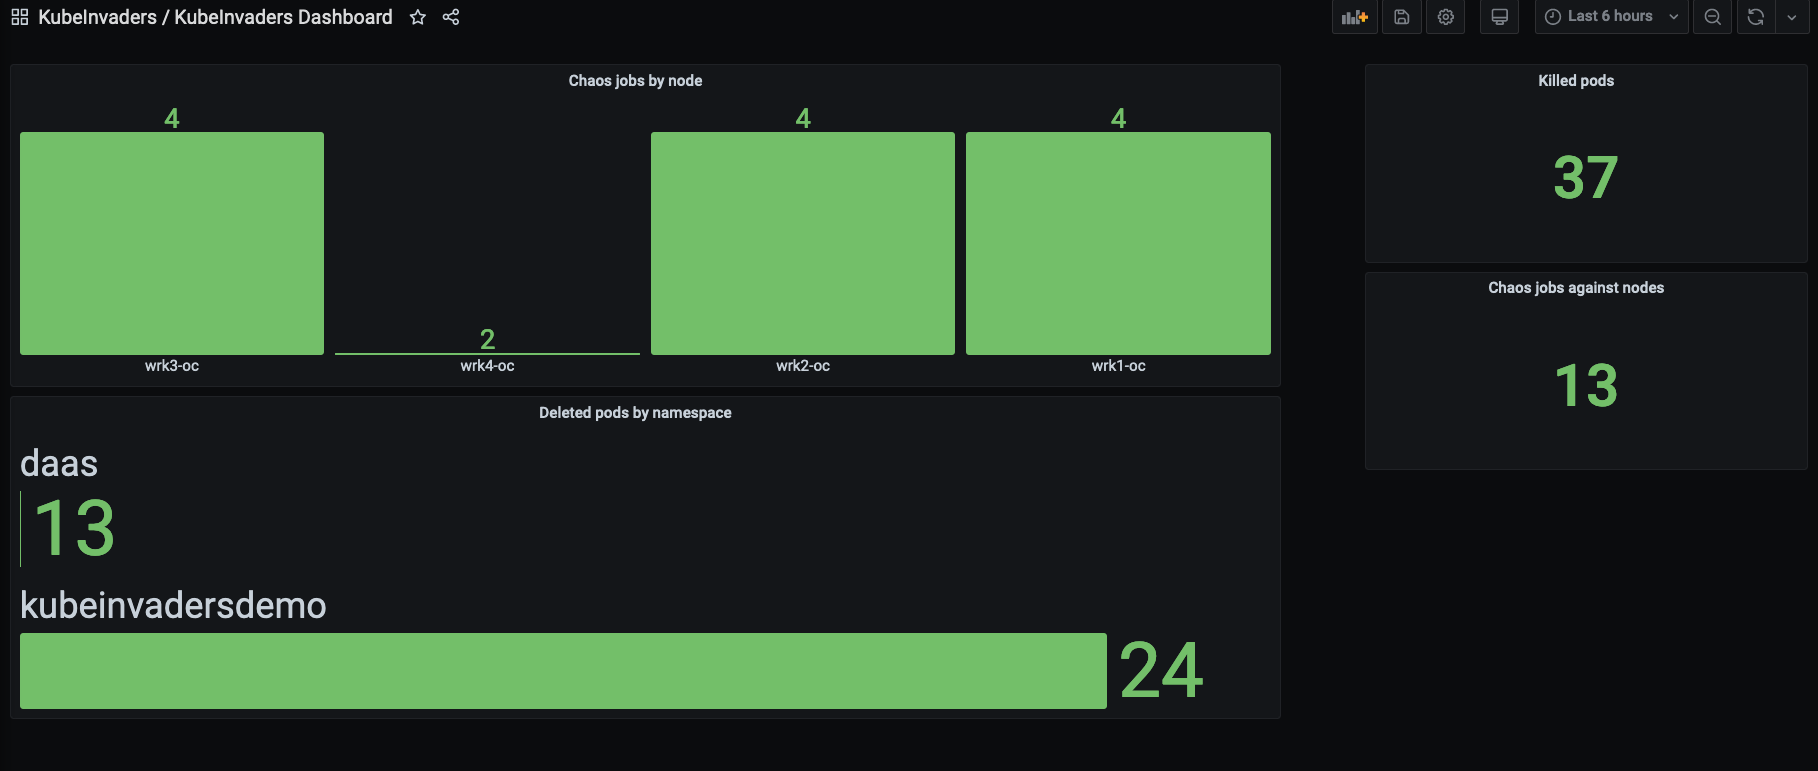 KubeInvaders / KubeInvaders Dashboard
Last 6 hours
Chaos jobs by node
4
2
4
4
wrk3-oc
wrk4-oc
wrk2-oc
wrk1-oc
Killed pods
37
Chaos jobs against nodes
13
Deleted pods by namespace
daas
13
kubeinvadersdemo
24